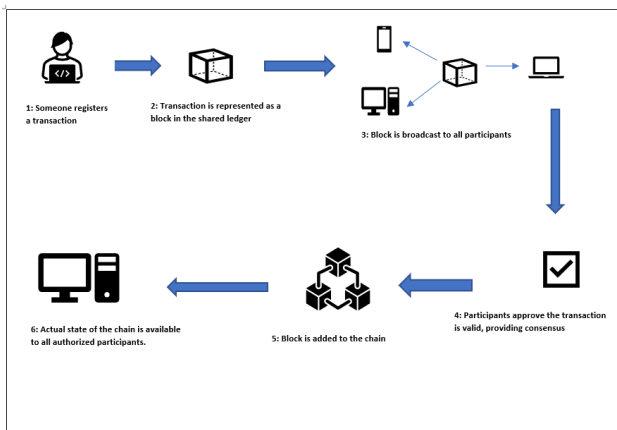 1: Someone registers
a transaction
2: Transaction is represented as a
block in the shared ledger
3: Block is broadcast to all participants
4: Participants approve the transaction
is valid, providing consensus
5: Block is added to the chain
6: Actual state of the chain is available
to all authorized participants.